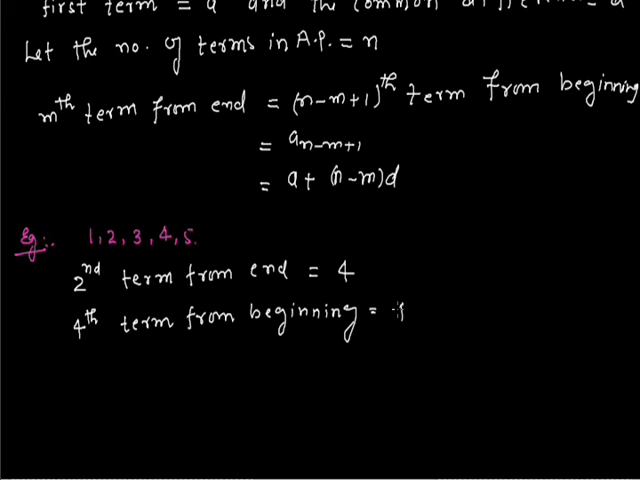 first term = a and the common
Let the no. of terms in A.P. = n
mth term from end = (n-m+1)th term from beginning
= an-m+1
= a + (n-m)d
Eg:. 1, 2, 3, 4, 5.
2nd term from end = 4
4th term from beginning =